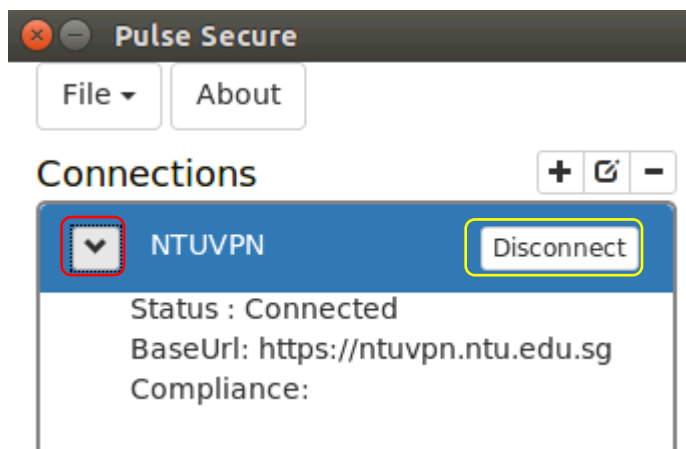 Pulse Secure
File About
Connections
NTUVPN Disconnect
Status : Connected
BaseUrl: https://ntuvpn.ntu.edu.sg
Compliance: